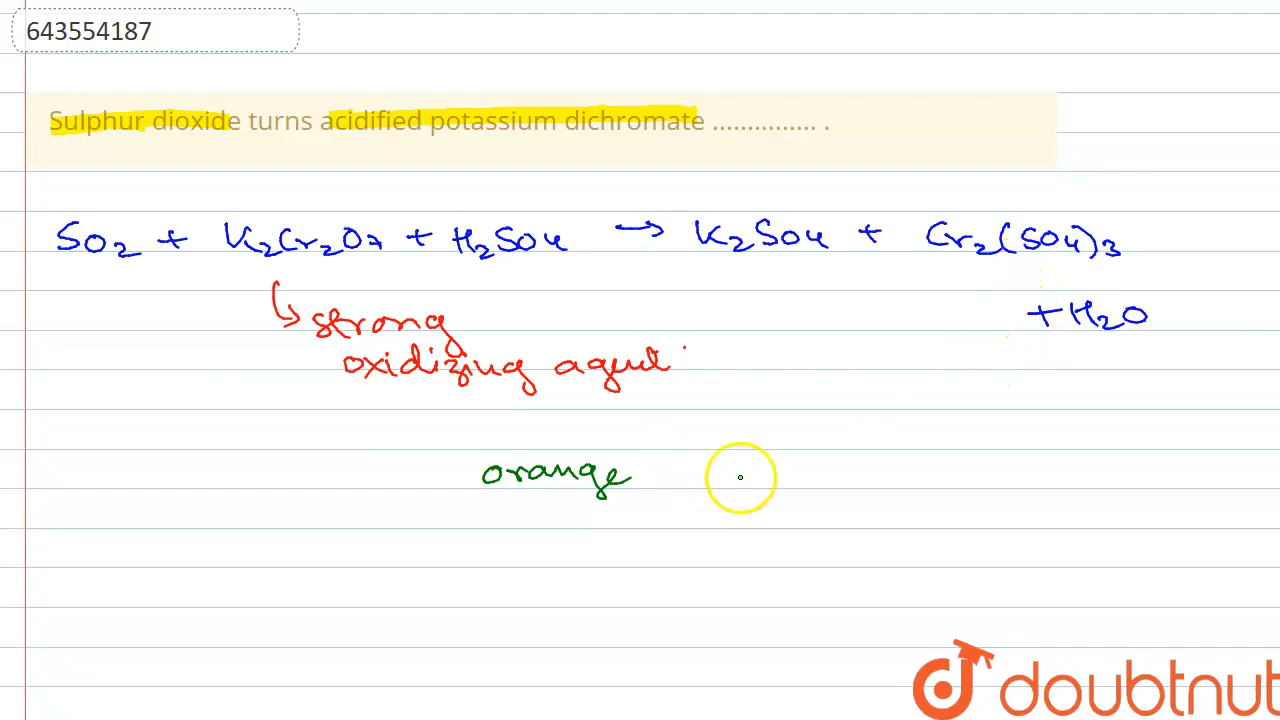 643554187
Sulphur dioxide turns acidified potassium dichromate ............... .
SO2 + K2Cr2O7 + H2SO4 → K2SO4 + Cr2(SO4)3
+ H2O
↳ strong
oxidizing agent
orange
doubtnut